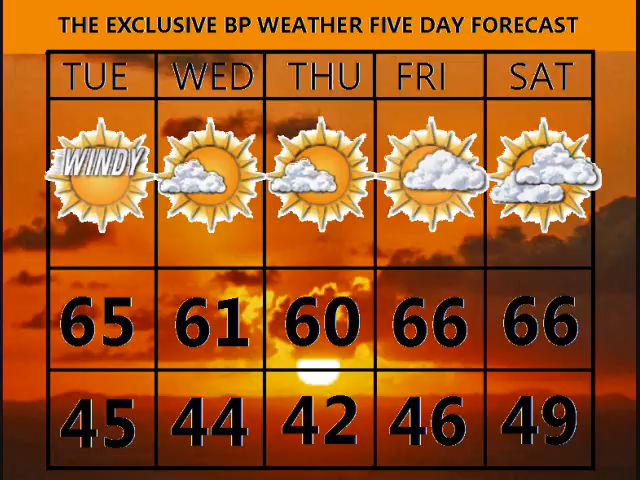 THE EXCLUSIVE BP WEATHER FIVE DAY FORECAST
TUE WED THU FRI SAT
WINDY
65 61 60 66 66
45 44 42 46 49